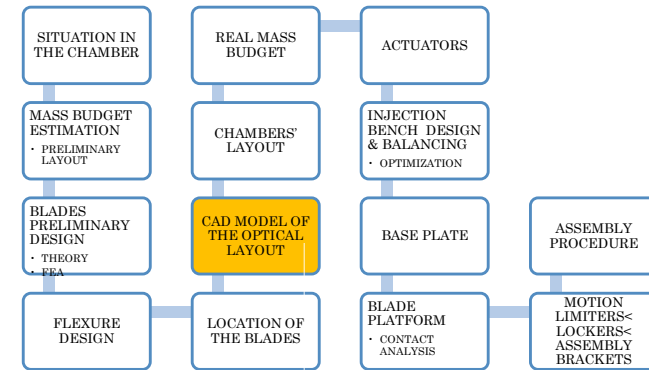 SITUATION IN
THE CHAMBER
MASS BUDGET
ESTIMATION
• PRELIMINARY
LAYOUT
BLADES
PRELIMINARY
DESIGN
• THEORY
• FEA
FLEXURE
DESIGN
LOCATION OF
THE BLADES
CAD MODEL OF
THE OPTICAL
LAYOUT
CHAMBERS'
LAYOUT
REAL MASS
BUDGET
ACTUATORS
INJECTION
BENCH DESIGN
& BALANCING
• OPTIMIZATION
BASE PLATE
BLADE
PLATFORM
• CONTACT
ANALYSIS
MOTION
LIMITERS<
LOCKERS<
ASSEMBLY
BRACKETS
ASSEMBLY
PROCEDURE